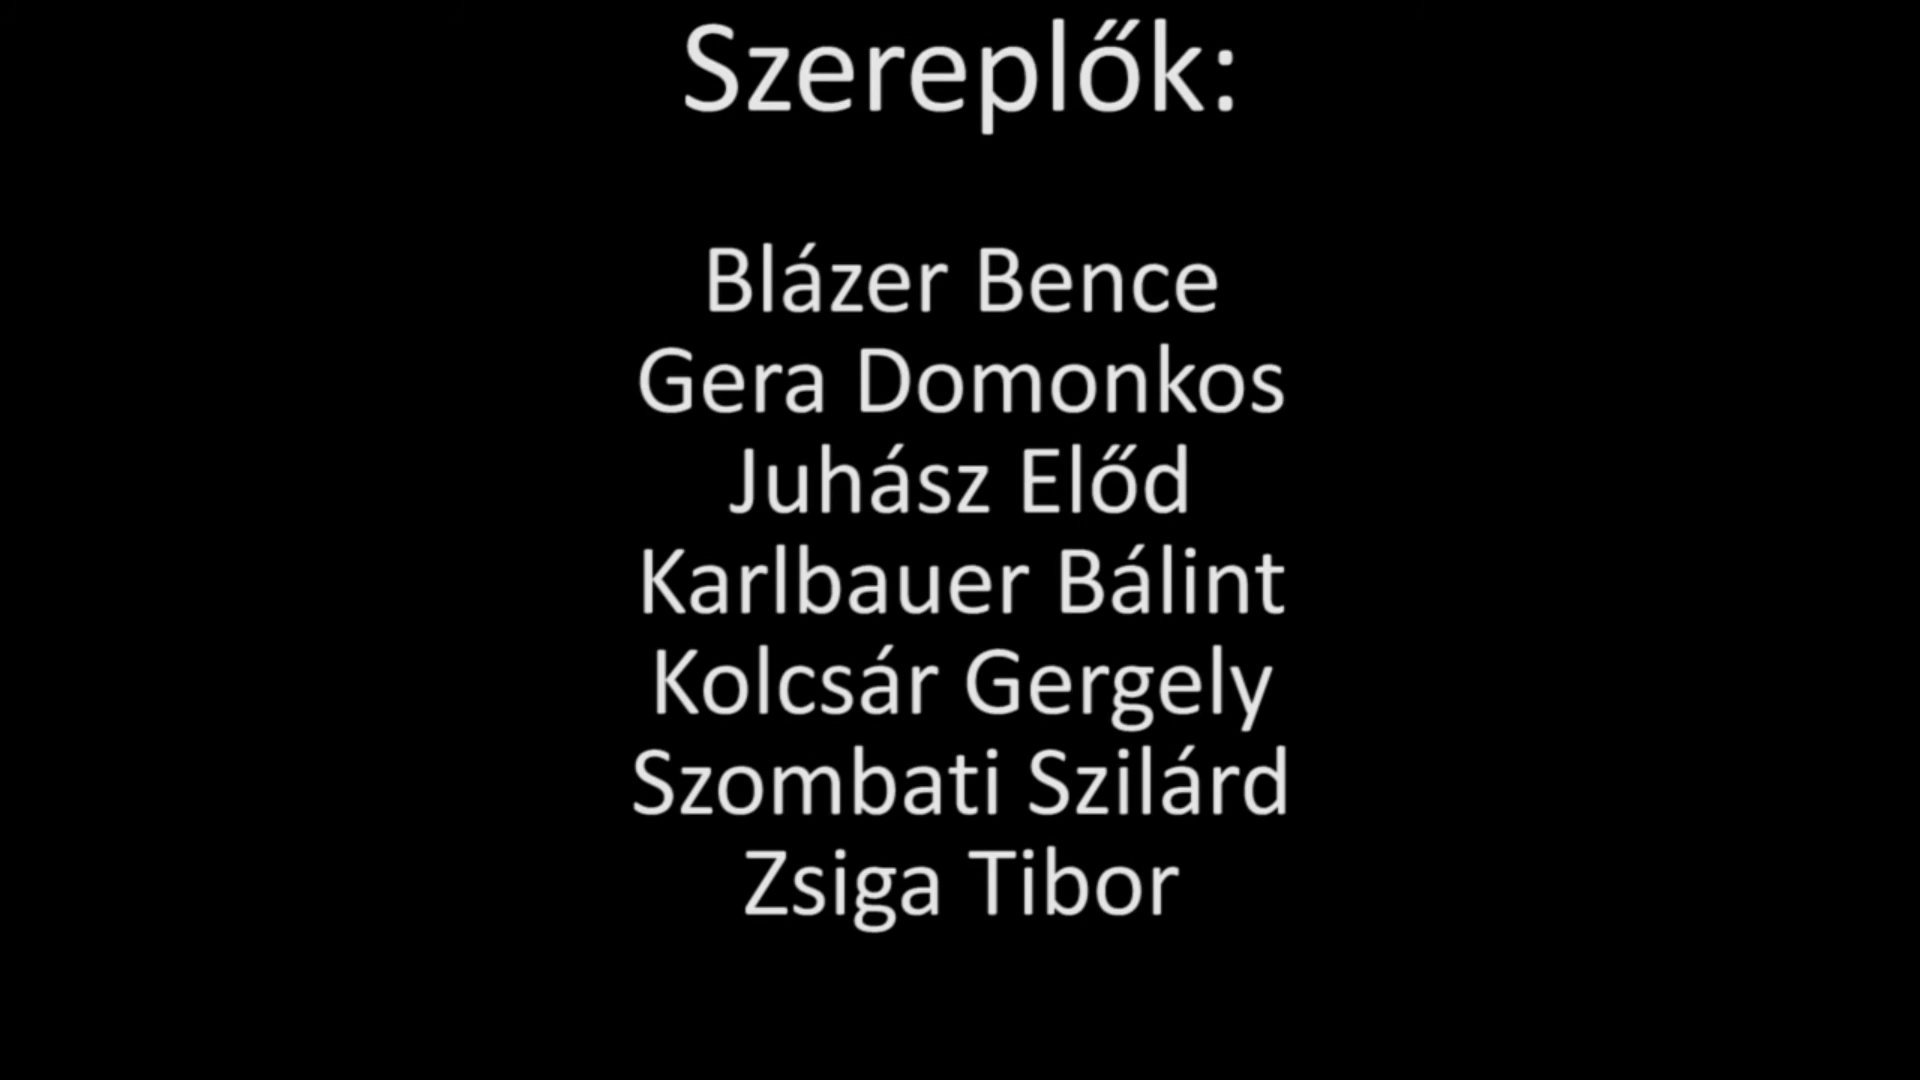 Szereplők:
Blázer Bence
Gera Domonkos
Juhász Előd
Karlbauer Bálint
Kolcsár Gergely
Szombati Szilárd
Zsiga Tibor